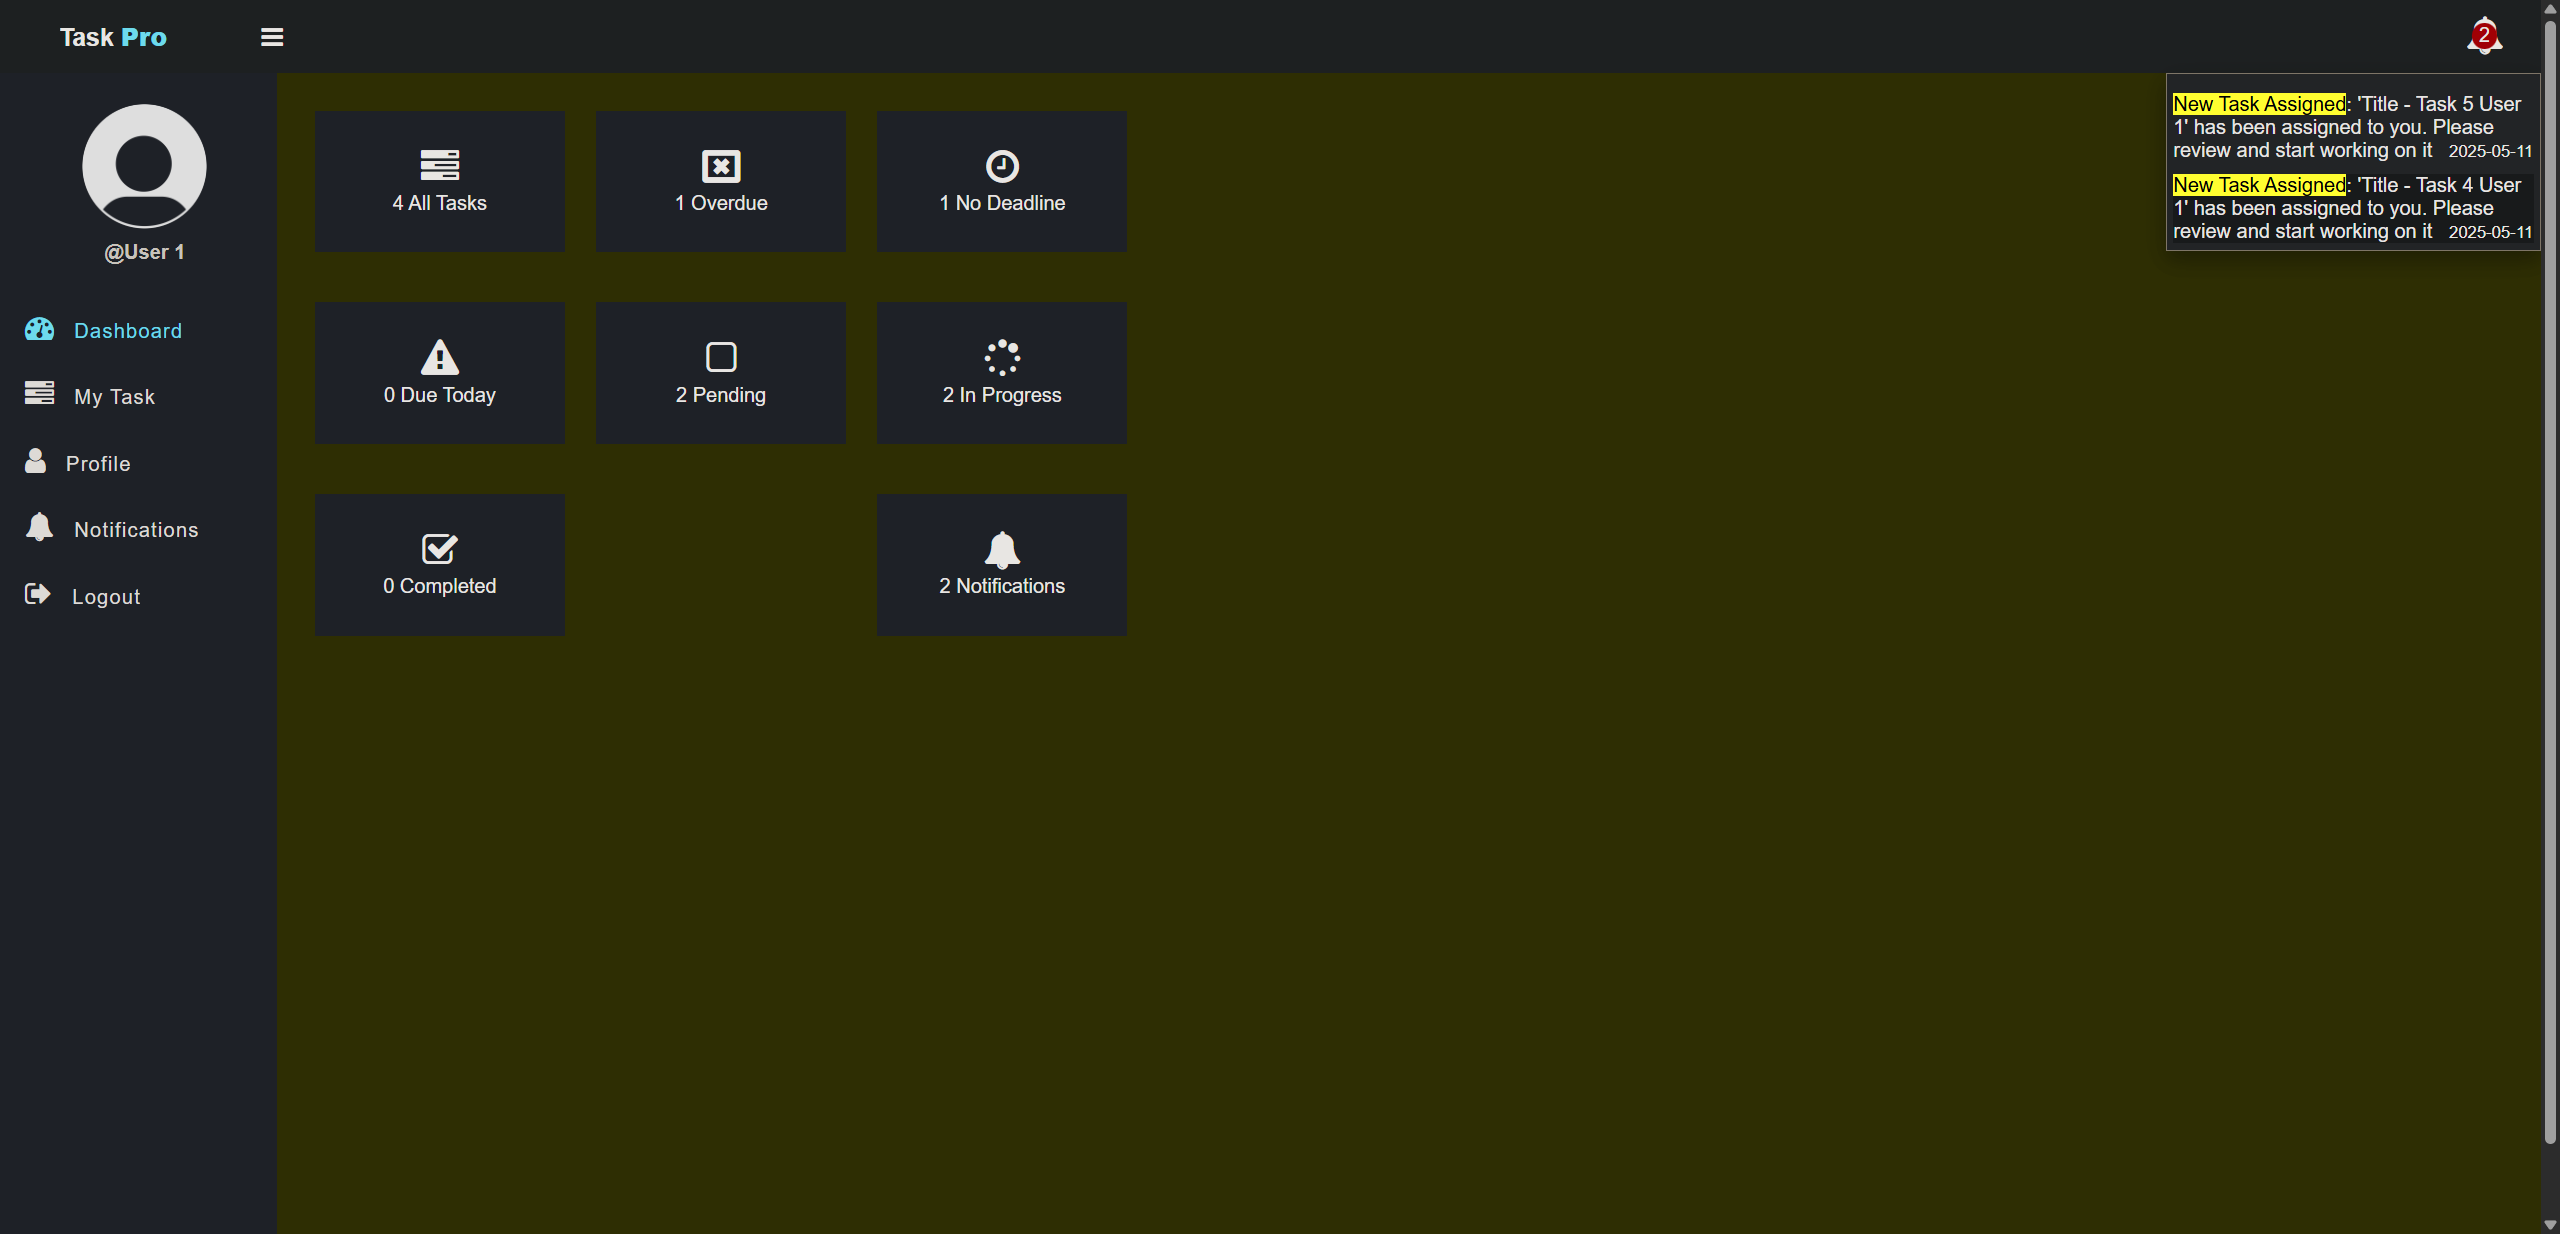 Task Pro
2
New Task Assigned: 'Title - Task 5 User
1' has been assigned to you. Please
review and start working on it 2025-05-11
New Task Assigned: 'Title - Task 4 User
1' has been assigned to you. Please
review and start working on it 2025-05-11
@User 1
Dashboard
My Task
Profile
Notifications
Logout
4 All Tasks
1 Overdue
1 No Deadline
0 Due Today
2 Pending
2 In Progress
0 Completed
2 Notifications